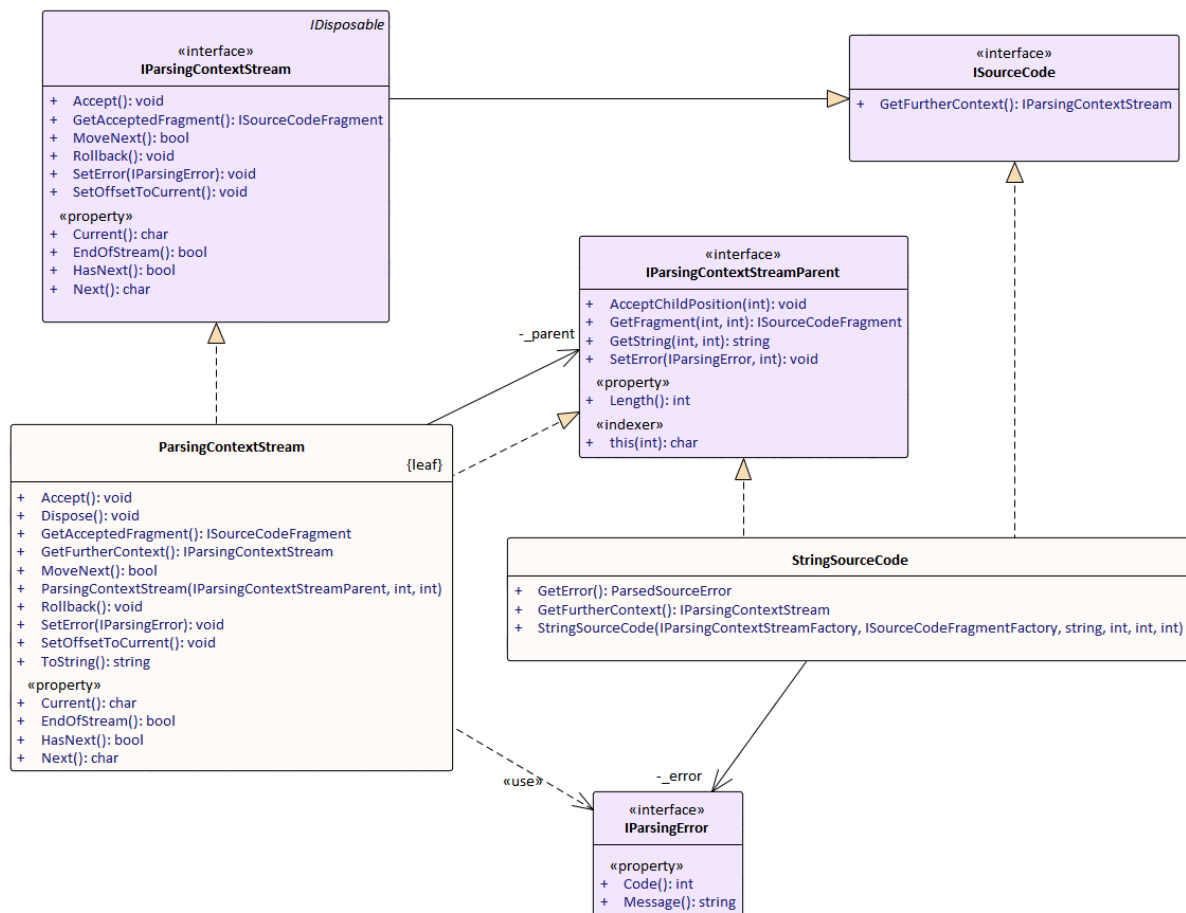 IDisposable
«interface»
IParsingContextStream
+ Accept(): void
+ GetAcceptedFragment(): ISourceCodeFragment
+ MoveNext(): bool
+ Rollback(): void
+ SetError(IParsingError): void
+ SetOffsetToCurrent(): void
«property»
+ Current(): char
+ EndOfStream(): bool
+ HasNext(): bool
+ Next(): char
«interface»
ISourceCode
+ GetFurtherContext(): IParsingContextStream
«interface»
IParsingContextStreamParent
+ AcceptChildPosition(int): void
+ GetFragment(int, int): ISourceCodeFragment
+ GetString(int, int): string
+ SetError(IParsingError, int): void
«property»
+ Length(): int
«indexer»
+ this(int): char
-_parent
ParsingContextStream
{leaf}
+ Accept(): void
+ Dispose(): void
+ GetAcceptedFragment(): ISourceCodeFragment
+ GetFurtherContext(): IParsingContextStream
+ MoveNext(): bool
+ ParsingContextStream(IParsingContextStreamParent, int, int)
+ Rollback(): void
+ SetError(IParsingError): void
+ SetOffsetToCurrent(): void
+ ToString(): string
«property»
+ Current(): char
+ EndOfStream(): bool
+ HasNext(): bool
+ Next(): char
StringSourceCode
+ GetError(): ParsedSourceError
+ GetFurtherContext(): IParsingContextStream
+ StringSourceCode(IParsingContextStreamFactory, ISourceCodeFragmentFactory, string, int, int, int)
-_error
«use»
«interface»
IParsingError
«property»
+ Code(): int
+ Message(): string